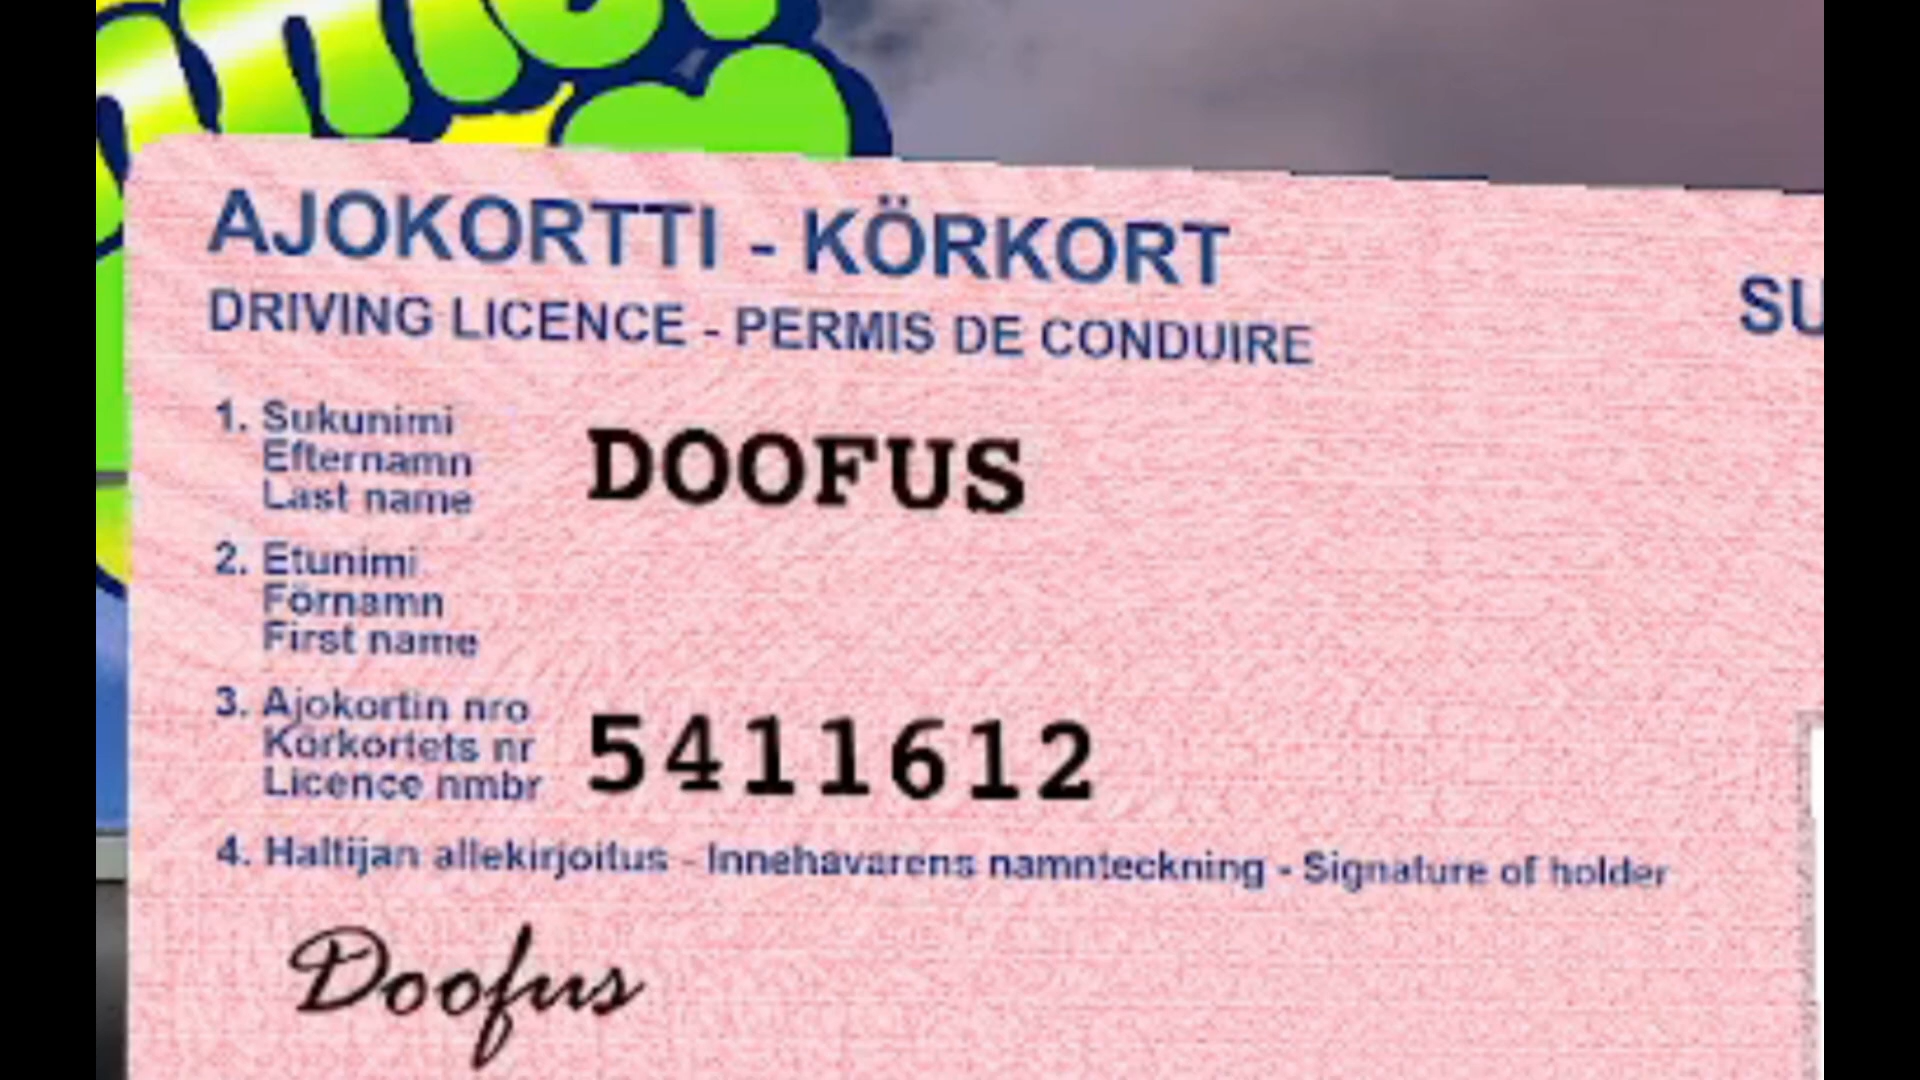 AJOKORTTI - KÖRKORT
SU
DRIVING LICENCE - PERMIS DE CONDUIRE
1. Sukunimi
Efternamn
Last name
DOOFUS
2. Etunimi
Förnamn
First name
3. Ajokortin nro
Körkortets nr
Licence nmbr
5411612
4. Haltijan allekirjoitus - Innehavarens namnteckning - Signature of holder
Doofus